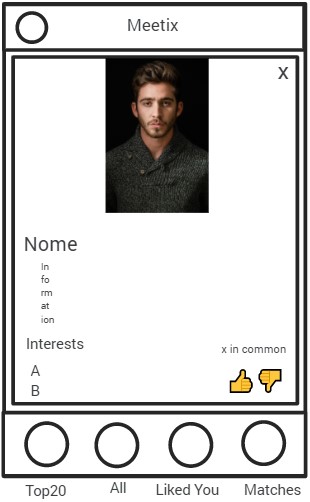 Meetix
x
Nome
In
fo
rm
at
ion
Interests
x in common
A
B
Top20
All
Liked You
Matches